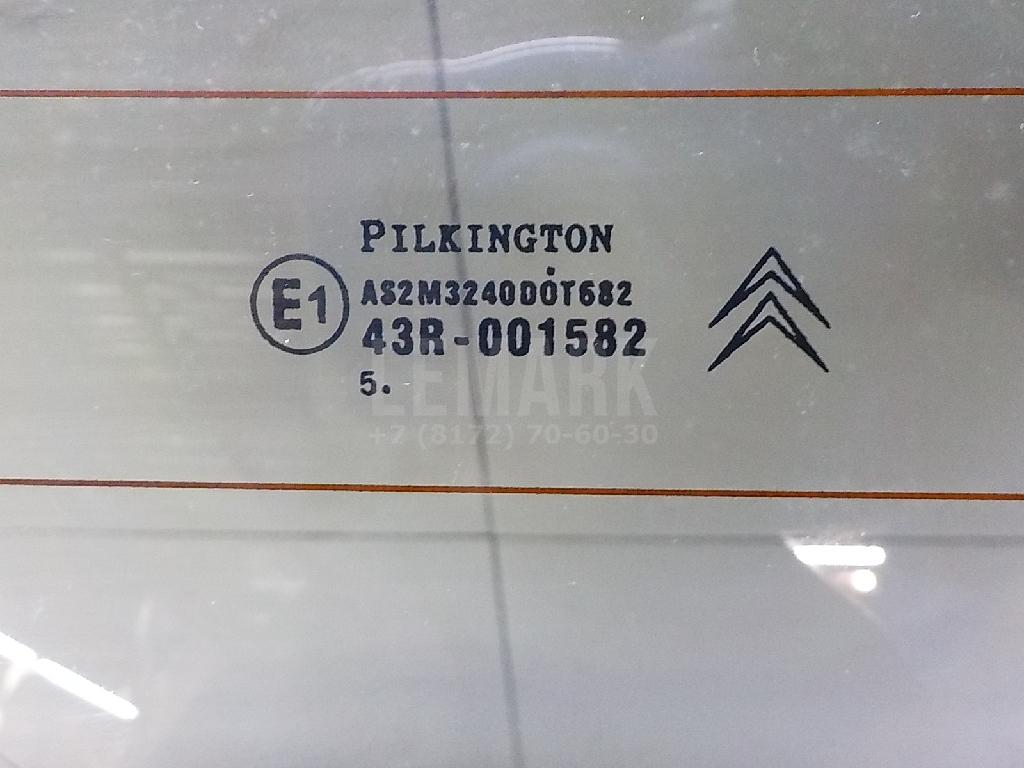 PILKINGTON
E1
AS2M3240DOT682
43R-001582
5.
LEMARK
+7 (8172) 70-60-30